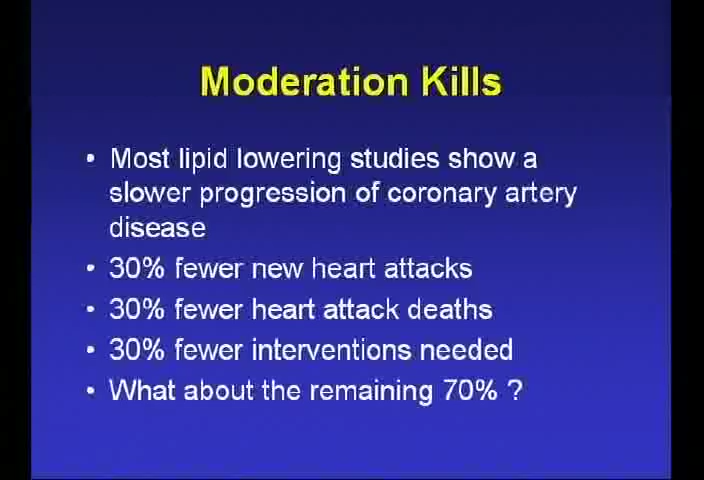 Moderation Kills
• Most lipid lowering studies show a
slower progression of coronary artery
disease
• 30% fewer new heart attacks
• 30% fewer heart attack deaths
• 30% fewer interventions needed
• What about the remaining 70% ?